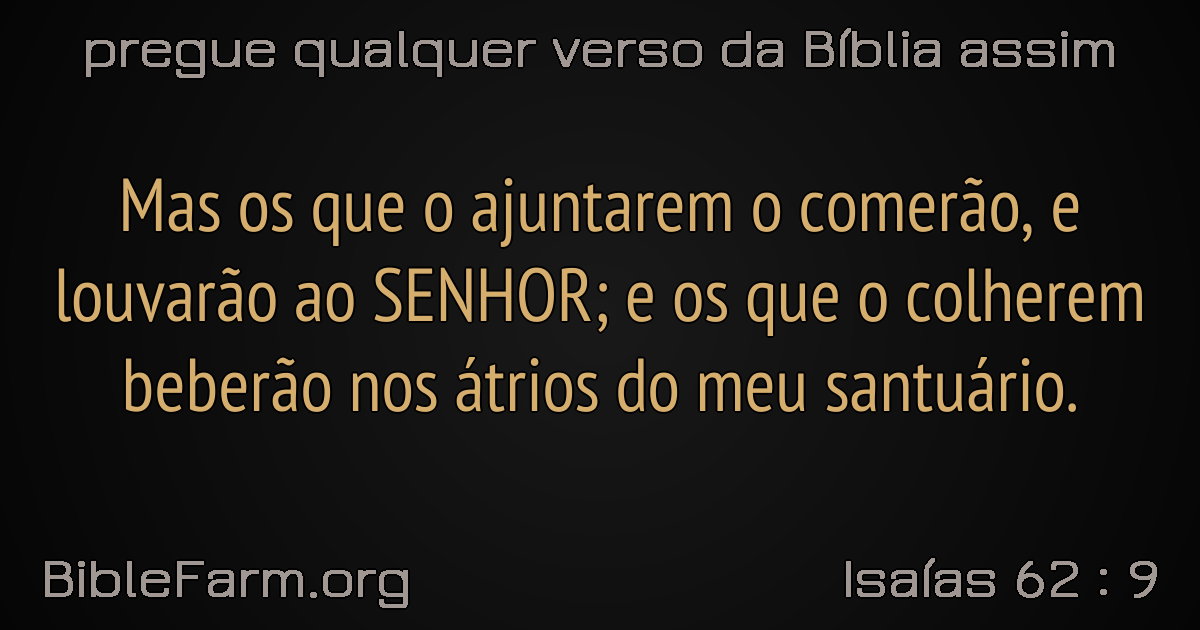 pregue qualquer verso da Bíblia assim
Mas os que o ajuntarem o comerão, e
louvarão ao SENHOR; e os que o colherem
beberão nos átrios do meu santuário.
BibleFarm.org
Isaías 62 : 9